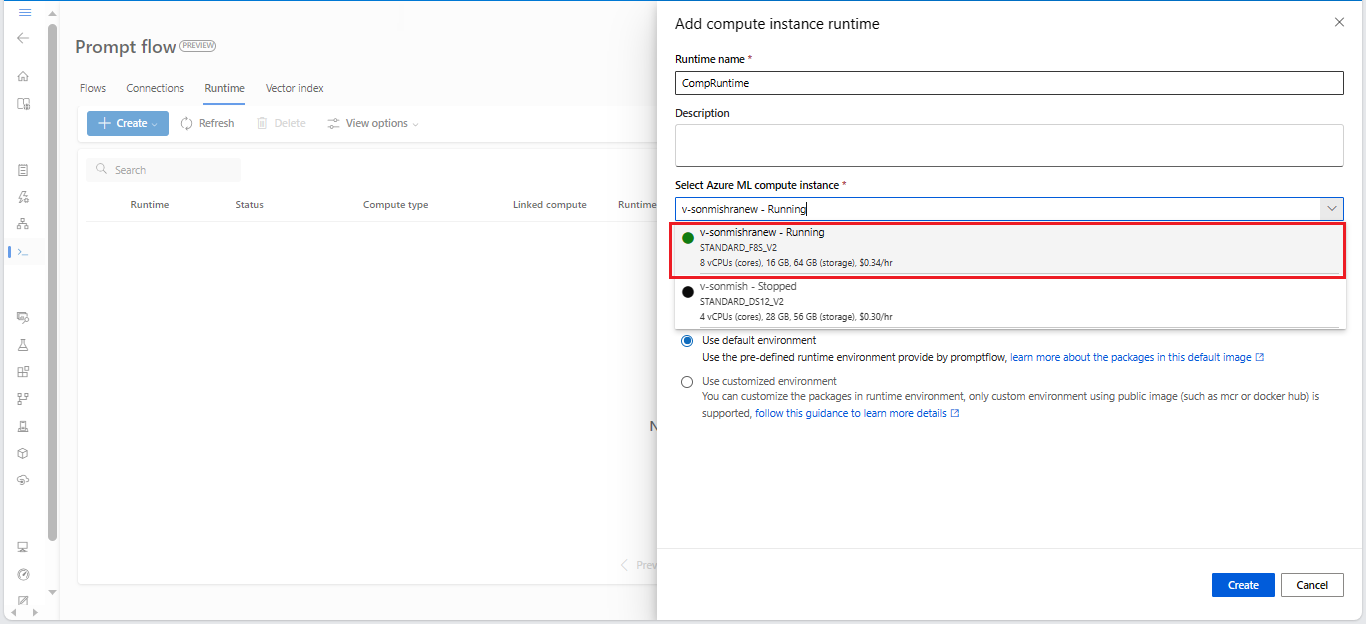 Prompt flow PREVIEW
Flows Connections Runtime Vector index
Create Refresh Delete View options
Search
Runtime Status Compute type Linked compute Runtime
N
Prev
Add compute instance runtime
Runtime name *
CompRuntime
Description
Select Azure ML compute instance *
v-sonmishranew - Running
v-sonmishranew - Running
STANDARD_F8S_V2
8 vCPUs (cores), 16 GB, 64 GB (storage), $0.34/hr
v-sonmish - Stopped
STANDARD_DS12_V2
4 vCPUs (cores), 28 GB, 56 GB (storage), $0.30/hr
Use default environment
Use the pre-defined runtime environment provide by promptflow, learn more about the packages in this default image
Use customized environment
You can customize the packages in runtime environment, only custom environment using public image (such as mcr or docker hub) is
supported, follow this guidance to learn more details
Create Cancel